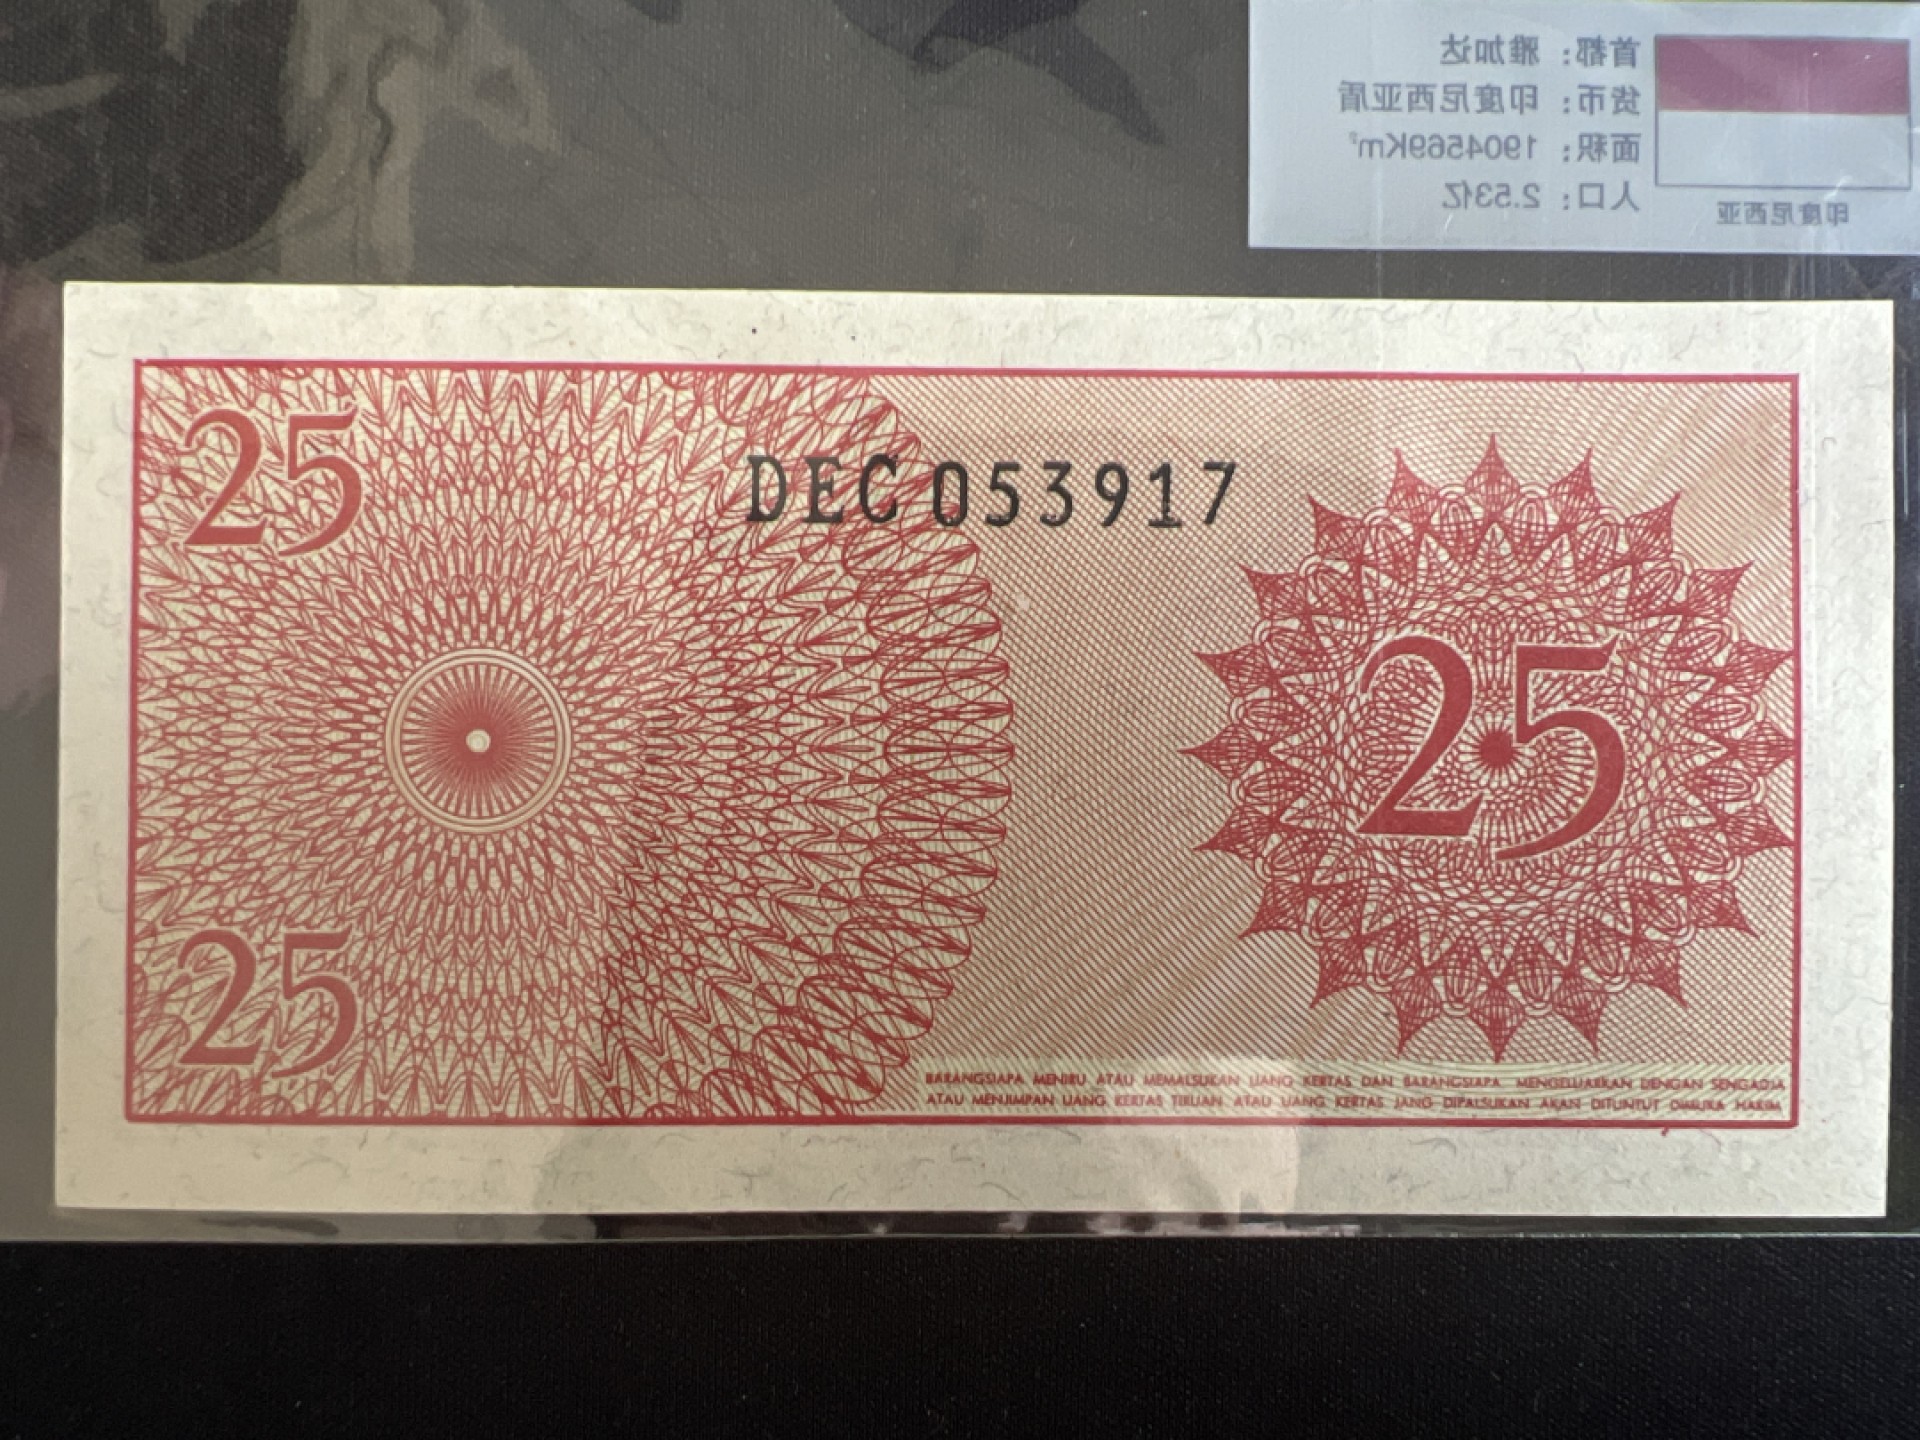 首都：雅加达
货币：印度尼西亚盾
面积：1904569Km²
人口：2.53亿
印度尼西亚
25
DEC 053917
25
25
BARANGSIAPA MENIRU ATAU MEMALSUKAN UANG KERTAS DAN BARANGSIAPA MENGELUARKAN DENGAN SENGADJA
ATAU MENJIMPAN UANG KERTAS TIRUAN ATAU UANG KERTAS JANG DIPALSUKAN AKAN DITUNTUT DIMUKA HAKIM